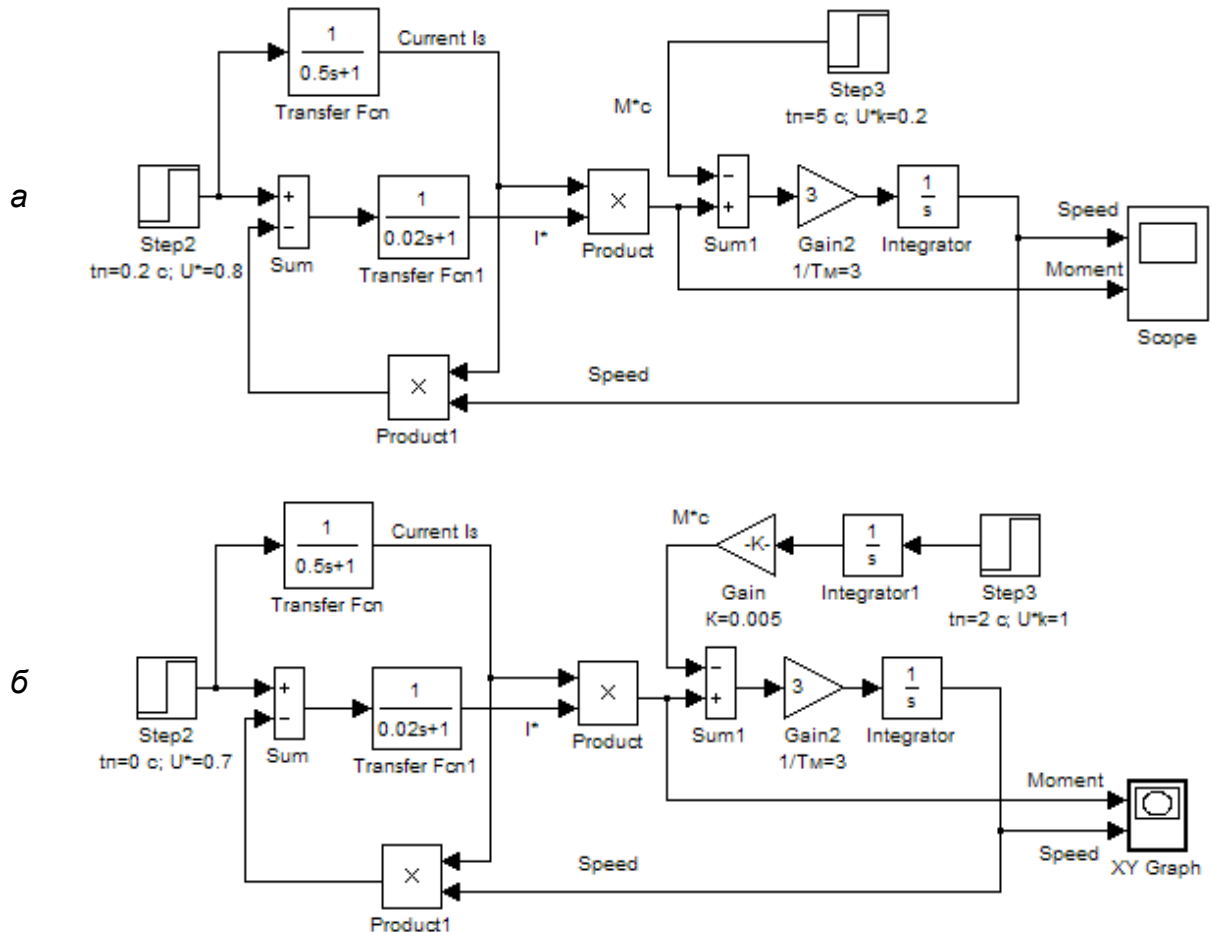 а
1
0.5s+1
Transfer Fcn
Current Is
Step3
tп=5 c; U*k=0.2
M*c
Step2
tп=0.2 c; U*=0.8
+
−
Sum
1
0.02s+1
Transfer Fcn1
I*
×
Product
−
+
Sum1
3
Gain2
1/Тм=3
1
s
Integrator
Speed
Moment
Scope
×
Product1
Speed
б
1
0.5s+1
Transfer Fcn
Current Is
M*c
-K-
Gain
K=0.005
1
s
Integrator1
Step3
tп=2 c; U*k=1
Step2
tп=0 c; U*=0.7
+
−
Sum
1
0.02s+1
Transfer Fcn1
I*
×
Product
−
+
Sum1
3
Gain2
1/Тм=3
1
s
Integrator
Moment
Speed
XY Graph
×
Product1
Speed